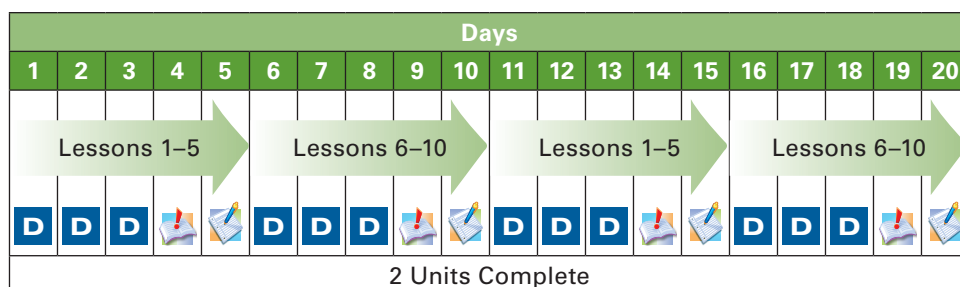 Days
1 2 3 4 5 6 7 8 9 10 11 12 13 14 15 16 17 18 19 20
Lessons 1–5 Lessons 6–10 Lessons 1–5 Lessons 6–10
D D D D D D D D D D D D
2 Units Complete